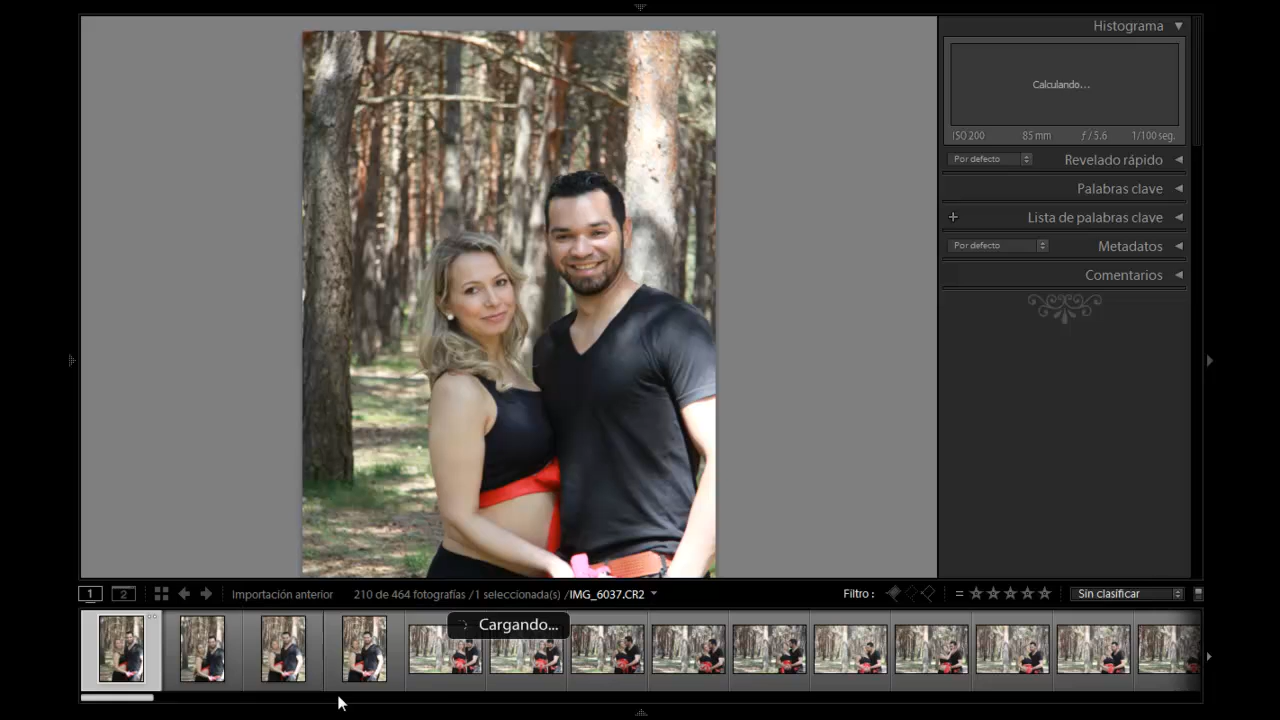 Histograma
Calculando...
ISO 200 85 mm ƒ / 5.6 1/100 seg.
Por defecto Revelado rápido
Palabras clave
+ Lista de palabras clave
Por defecto Metadatos
Comentarios
1 2 Importación anterior 210 de 464 fotografías /1 seleccionada(s) /IMG_6037.CR2 Filtro : Sin clasificar
Cargando...